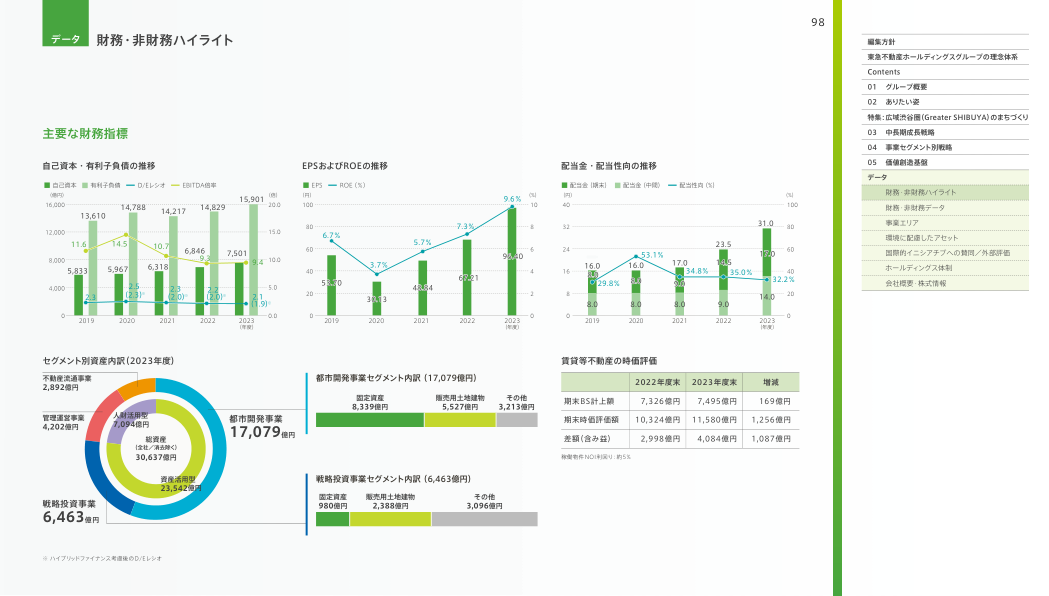 98
データ
財務・非財務ハイライト
主要な財務指標
自己資本・有利子負債の推移
自己資本 有利子負債 D/Eレシオ EBITDA倍率
(億円) (倍)
16,000
12,000
8,000
4,000
0
20.0
15.0
10.0
5.0
0.0
13,610
14,788
14,217
14,829
15,901
5,833
5,967
6,318
6,846
7,501
11.6
14.5
10.7
9.3
9.4
2.3
2.5
(2.3)※
2.3
(2.0)※
2.2
(2.0)※
2.1
(1.9)※
2019 2020 2021 2022 2023
(年度)
EPSおよびROEの推移
EPS ROE (%)
(円) (%)
100
80
60
40
20
0
10
8
6
4
2
0
6.7%
3.7%
5.7%
7.3%
9.6%
30.13
48.84
96.40
2019 2020 2021 2022 2023
(年度)
配当金・配当性向の推移
配当金 (期末) 配当金 (中間) 配当性向 (%)
(円) (%)
40
32
24
16
8
0
100
80
60
40
20
0
16.0
16.0
17.0
23.5
31.0
8.0
8.0
9.0
14.5
17.0
8.0
8.0
8.0
9.0
14.0
29.8%
53.1%
34.8%
35.0%
32.2%
2019 2020 2021 2022 2023
(年度)
セグメント別資産内訳(2023年度)
不動産流通事業
2,892億円
管理運営事業
4,202億円
人財活用型
7,094億円
総資産
(全社/消去除く)
30,637億円
資産活用型
23,542億円
都市開発事業
17,079億円
戦略投資事業
6,463億円
都市開発事業セグメント内訳 (17,079億円)
固定資産
8,339億円
販売用土地建物
5,527億円
その他
3,213億円
戦略投資事業セグメント内訳 (6,463億円)
固定資産
980億円
販売用土地建物
2,388億円
その他
3,096億円
賃貸等不動産の時価評価
2022年度末 2023年度末 増減
期末BS計上額 7,326億円 7,495億円 169億円
期末時価評価額 10,324億円 11,580億円 1,256億円
差額(含み益) 2,998億円 4,084億円 1,087億円
稼働物件NOI利回り:約5%
※ ハイブリッドファイナンス考慮後のD/Eレシオ
編集方針
東急不動産ホールディングスグループの理念体系
Contents
01 グループ概要
02 ありたい姿
特集:広域渋谷圏(Greater SHIBUYA)のまちづくり
03 中長期成長戦略
04 事業セグメント別戦略
05 価値創造基盤
データ
財務・非財務ハイライト
財務・非財務データ
事業エリア
環境に配慮したアセット
国際的イニシアチブへの賛同/外部評価
ホールディングス体制
会社概要・株式情報